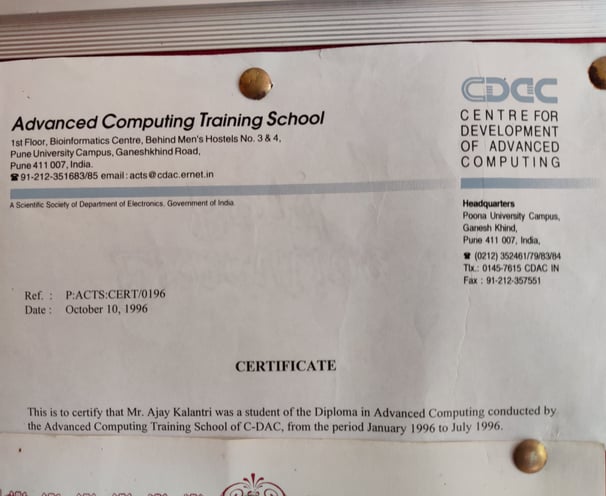 Advanced Computing Training School
1st Floor, Bioinformatics Centre, Behind Men's Hostels No. 3 & 4,
Pune University Campus, Ganeshkhind Road,
Pune 411 007, India.
☎ 91-212-351683/85 email : acts@cdac.ernet.in
A Scientific Society of Department of Electronics, Government of India.
CDAC
CENTRE FOR
DEVELOPMENT
OF ADVANCED
COMPUTING
Headquarters
Poona University Campus,
Ganesh Khind,
Pune 411 007, India,
☎ (0212) 352461/79/83/84
Tlx.: 0145-7615 CDAC IN
Fax : 91-212-357551
Ref. : P:ACTS:CERT/0196
Date : October 10, 1996
CERTIFICATE
This is to certify that Mr. Ajay Kalantri was a student of the Diploma in Advanced Computing conducted by
the Advanced Computing Training School of C-DAC, from the period January 1996 to July 1996.